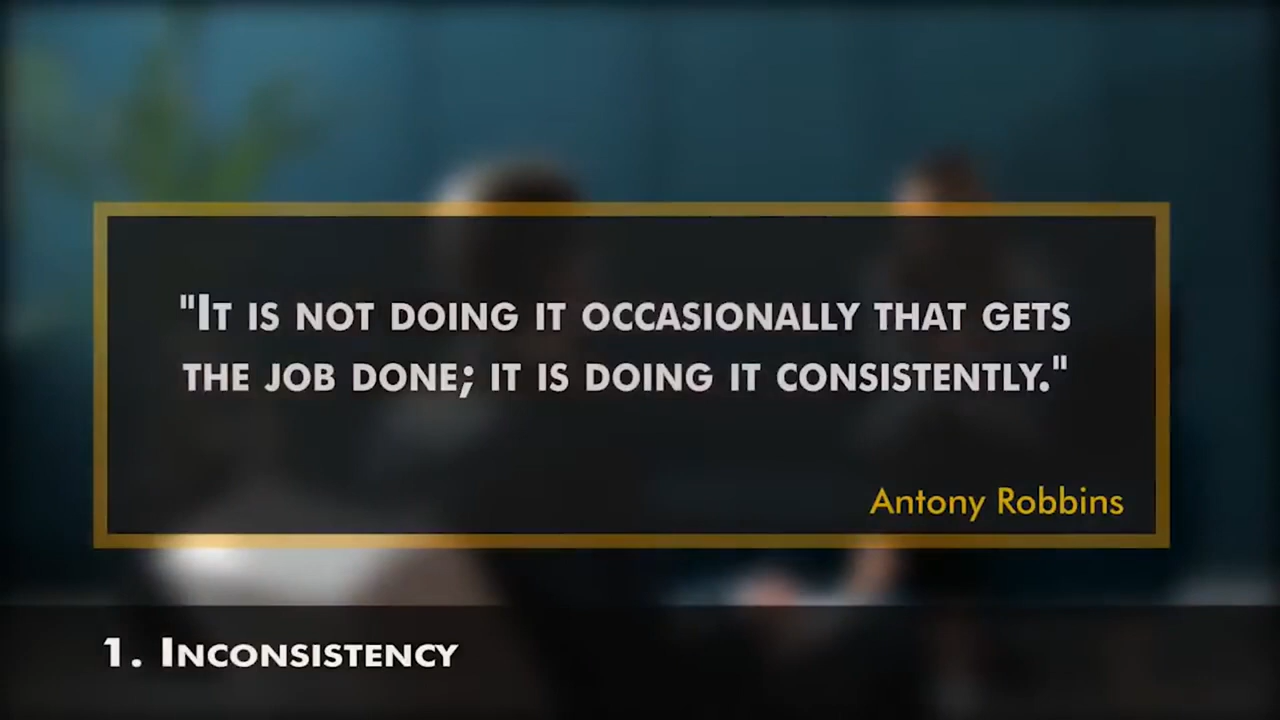 "It is not doing it occasionally that gets
the job done; it is doing it consistently."
Antony Robbins
1. Inconsistency